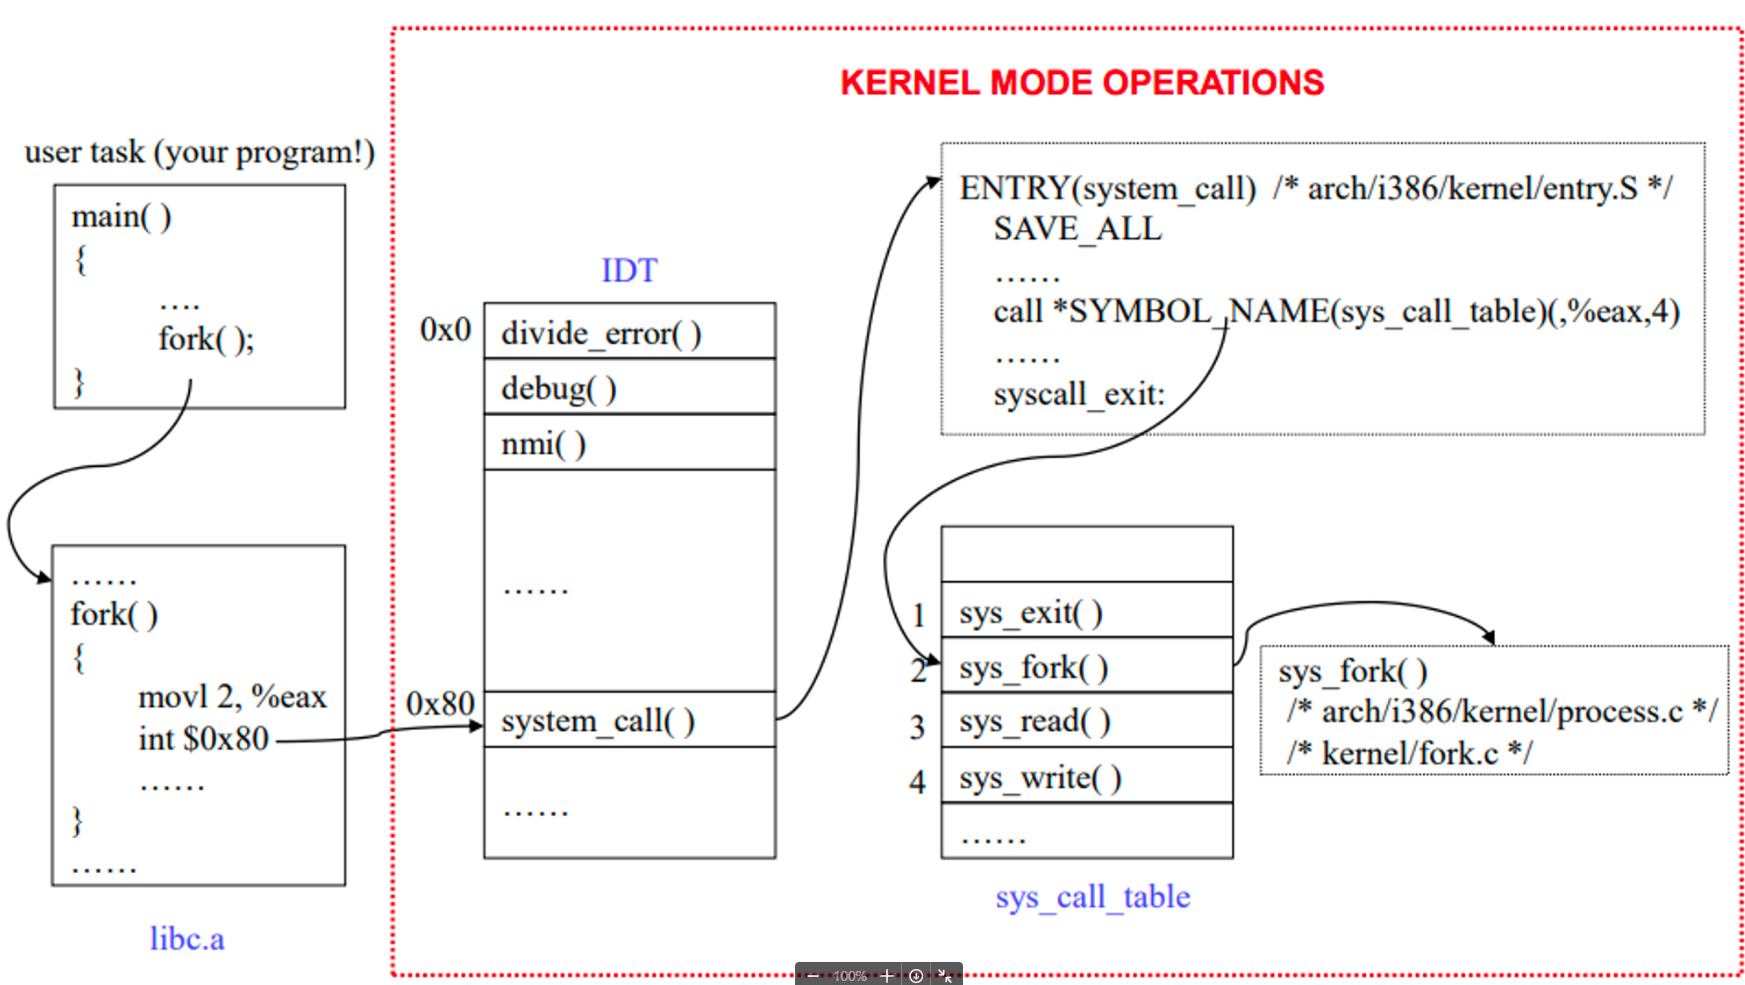 KERNEL MODE OPERATIONS
user task (your program!)
main( )
{
....
fork( );
}
......
fork( )
{
movl 2, %eax
int $0x80
......
}
......
libc.a
IDT
0x0
divide_error( )
debug( )
nmi( )
......
0x80
system_call( )
......
ENTRY(system_call) /* arch/i386/kernel/entry.S */
SAVE_ALL
......
call *SYMBOL_NAME(sys_call_table)(,%eax,4)
......
syscall_exit:
1 sys_exit( )
2 sys_fork( )
3 sys_read( )
4 sys_write( )
......
sys_call_table
sys_fork( )
/* arch/i386/kernel/process.c */
/* kernel/fork.c */
100%